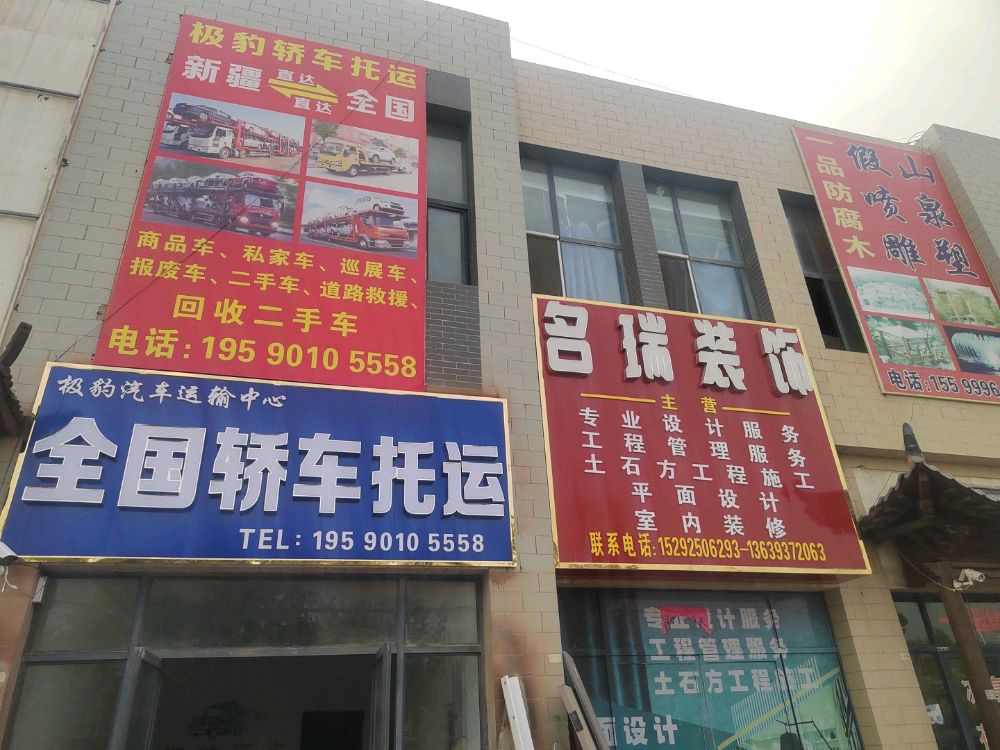 极豹轿车托运
新疆 直达 全国
直达
商品车、私家车、巡展车、
报废车、二手车、道路救援、
回收二手车
电话：195 9010 5558
极豹汽车运输中心
全国轿车托运
TEL：195 9010 5558
名瑞装饰
主营
专业设计服务
工程管理服务
土石方工程施工
平面设计
室内装修
联系电话:15292506293-13639372063
一品防腐木
假山
喷泉
雕塑
电话：155 9996
专业设计服务
工程管理服务
土石方工程施工
面设计